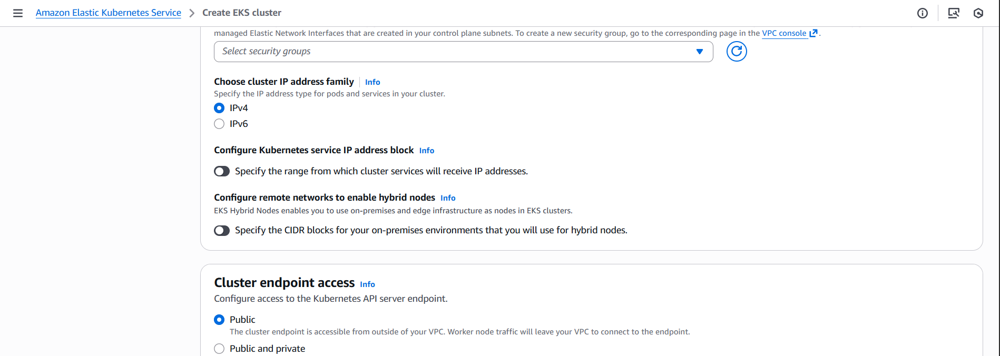 Amazon Elastic Kubernetes Service > Create EKS cluster
managed Elastic Network Interfaces that are created in your control plane subnets. To create a new security group, go to the corresponding page in the VPC console.
Select security groups
Choose cluster IP address family Info
Specify the IP address type for pods and services in your cluster.
IPv4
IPv6
Configure Kubernetes service IP address block Info
Specify the range from which cluster services will receive IP addresses.
Configure remote networks to enable hybrid nodes Info
EKS Hybrid Nodes enables you to use on-premises and edge infrastructure as nodes in EKS clusters.
Specify the CIDR blocks for your on-premises environments that you will use for hybrid nodes.
Cluster endpoint access Info
Configure access to the Kubernetes API server endpoint.
Public
The cluster endpoint is accessible from outside of your VPC. Worker node traffic will leave your VPC to connect to the endpoint.
Public and private